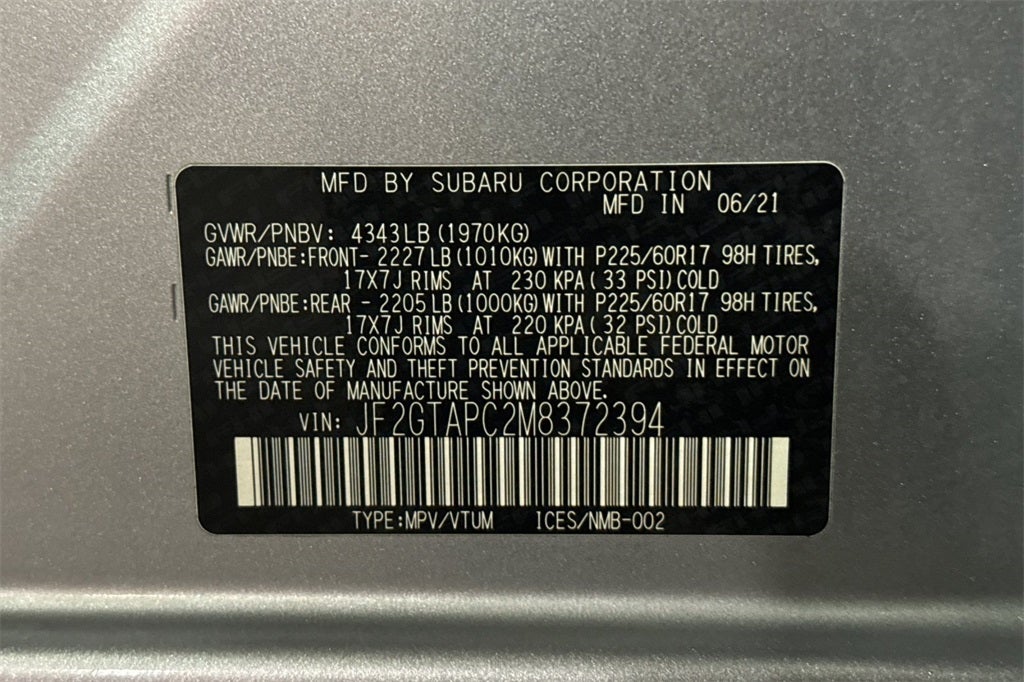 MFD BY SUBARU CORPORATION
MFD IN 06/21
GVWR/PNBV: 4343LB (1970KG)
GAWR/PNBE:FRONT- 2227LB (1010KG) WITH P225/60R17 98H TIRES,
17X7J RIMS AT 230 KPA ( 33 PSI) COLD
GAWR/PNBE:REAR - 2205LB (1000KG) WITH P225/60R17 98H TIRES,
17X7J RIMS AT 220 KPA ( 32 PSI) COLD
THIS VEHICLE CONFORMS TO ALL APPLICABLE FEDERAL MOTOR
VEHICLE SAFETY AND THEFT PREVENTION STANDARDS IN EFFECT ON
THE DATE OF MANUFACTURE SHOWN ABOVE.
VIN: JF2GTAPC2M8372394
TYPE:MPV/VTUM ICES/NMB-002